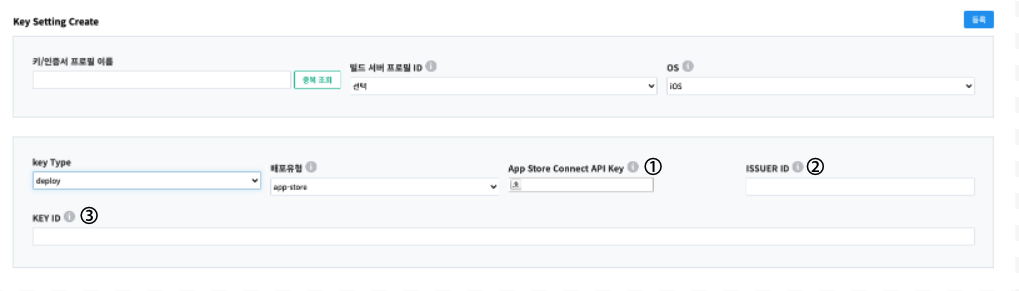 Key Setting Create
등록
키/인증서 프로필 이름
중복 조회
빌드 서버 프로필 ID
선택
OS
iOS
key Type
deploy
배포유형
app-store
App Store Connect API Key ①
ISSUER ID ②
KEY ID ③